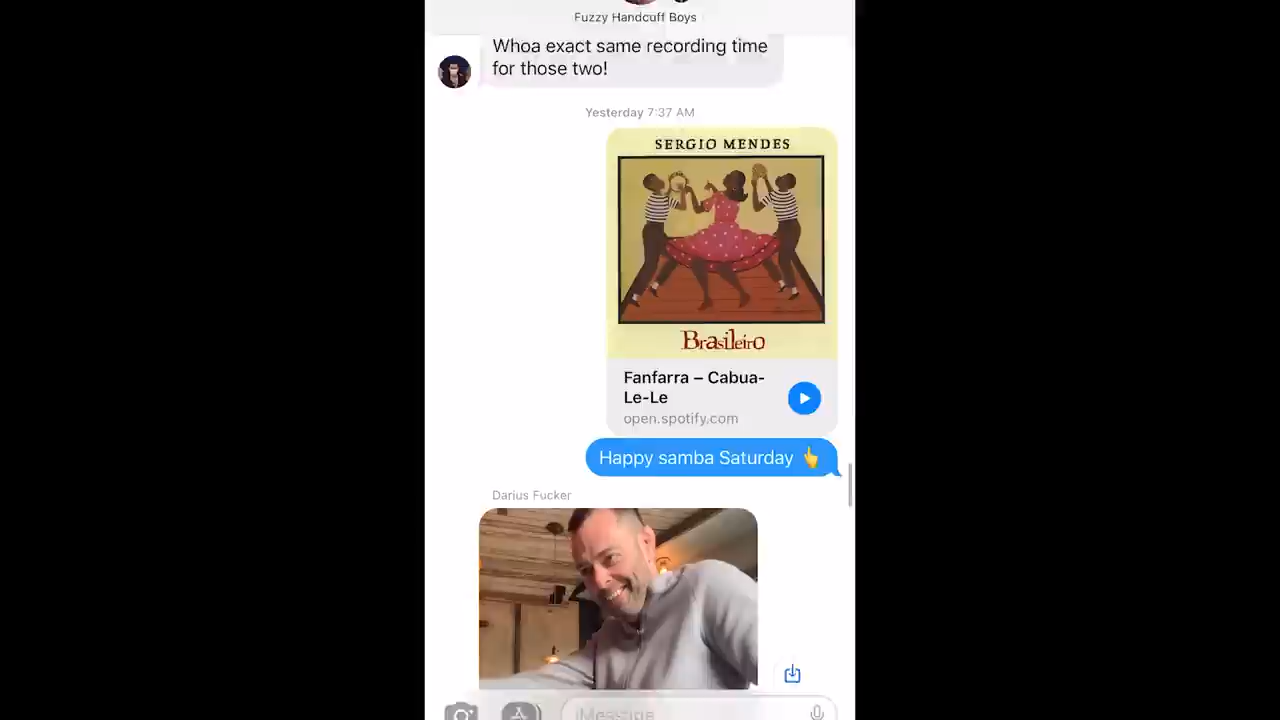 Fuzzy Handcuff Boys
Whoa exact same recording time
for those two!
Yesterday 7:37 AM
SERGIO MENDES
Brasileiro
Fanfarra – Cabua-
Le-Le
open.spotify.com
Happy samba Saturday 👆
Darius Fucker
iMessage